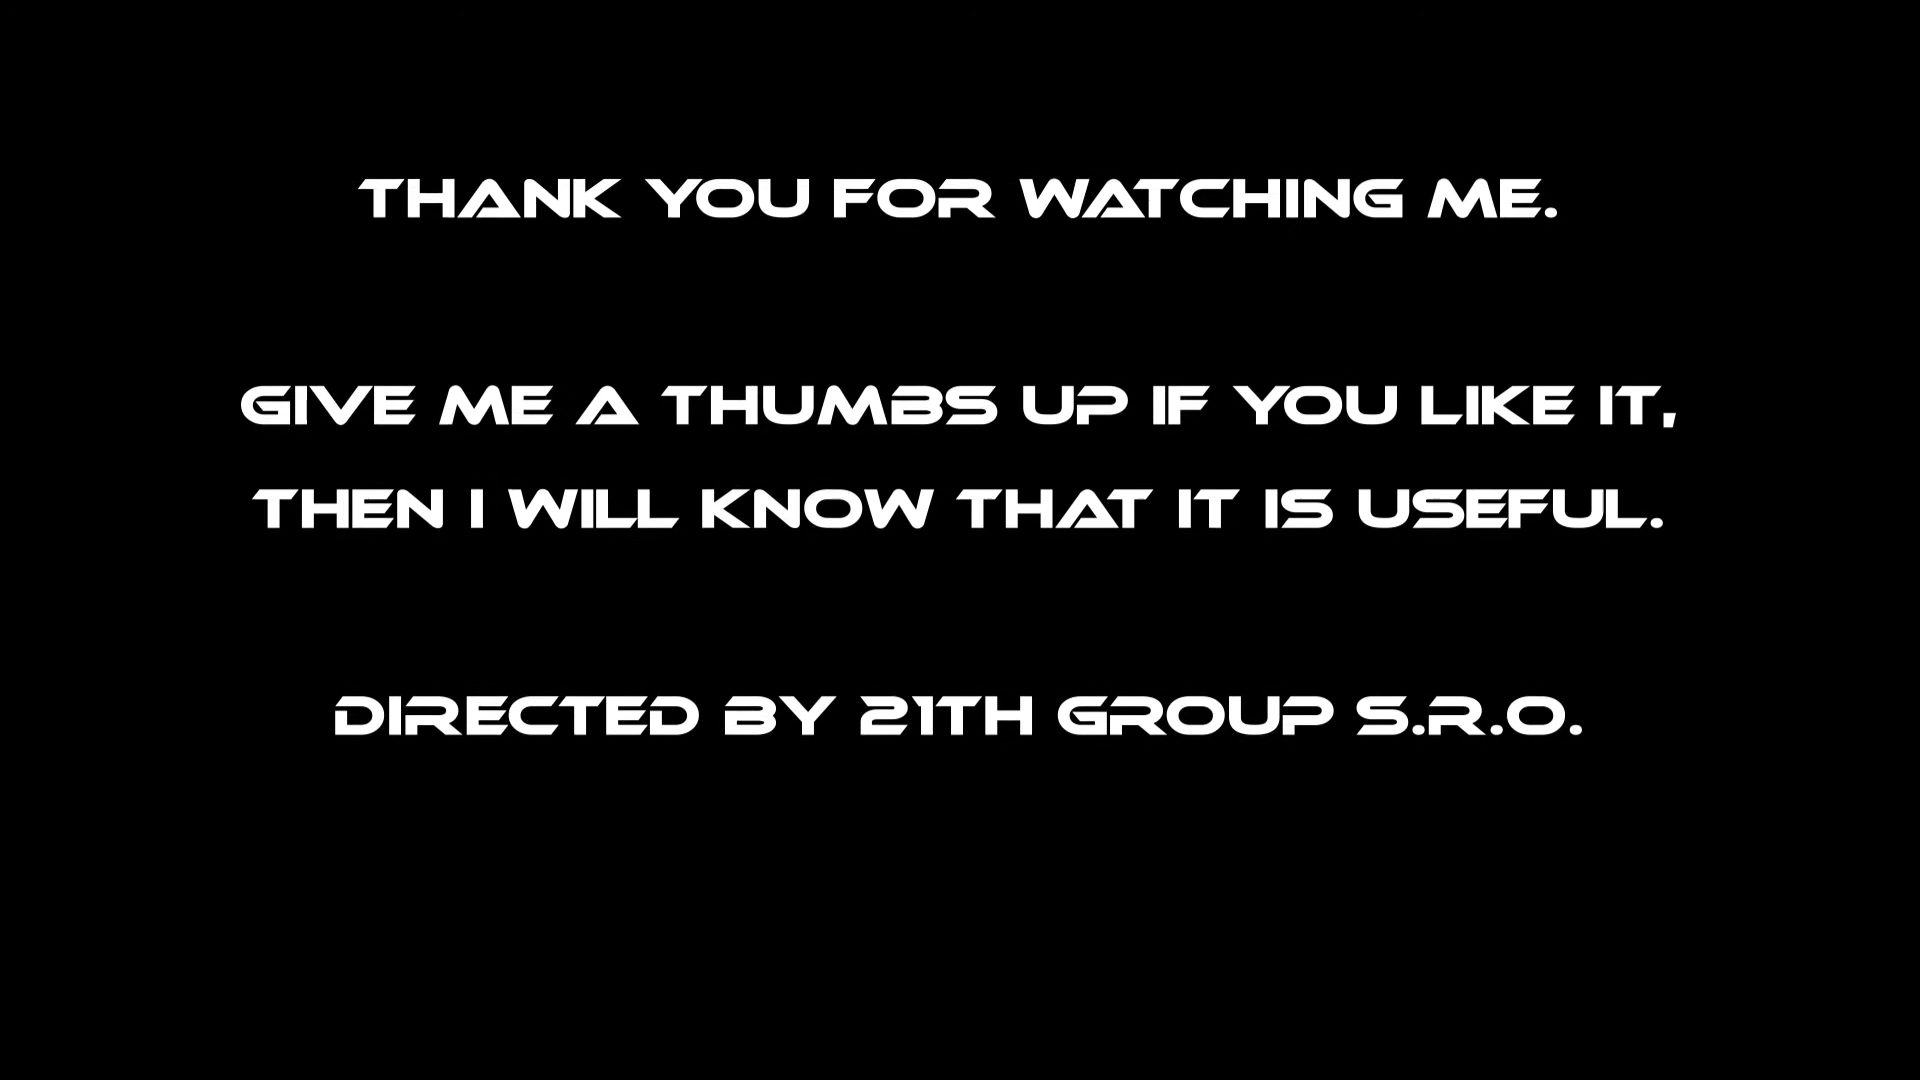 THANK YOU FOR WATCHING ME.
GIVE ME A THUMBS UP IF YOU LIKE IT,
THEN I WILL KNOW THAT IT IS USEFUL.
DIRECTED BY 21TH GROUP S.R.O.